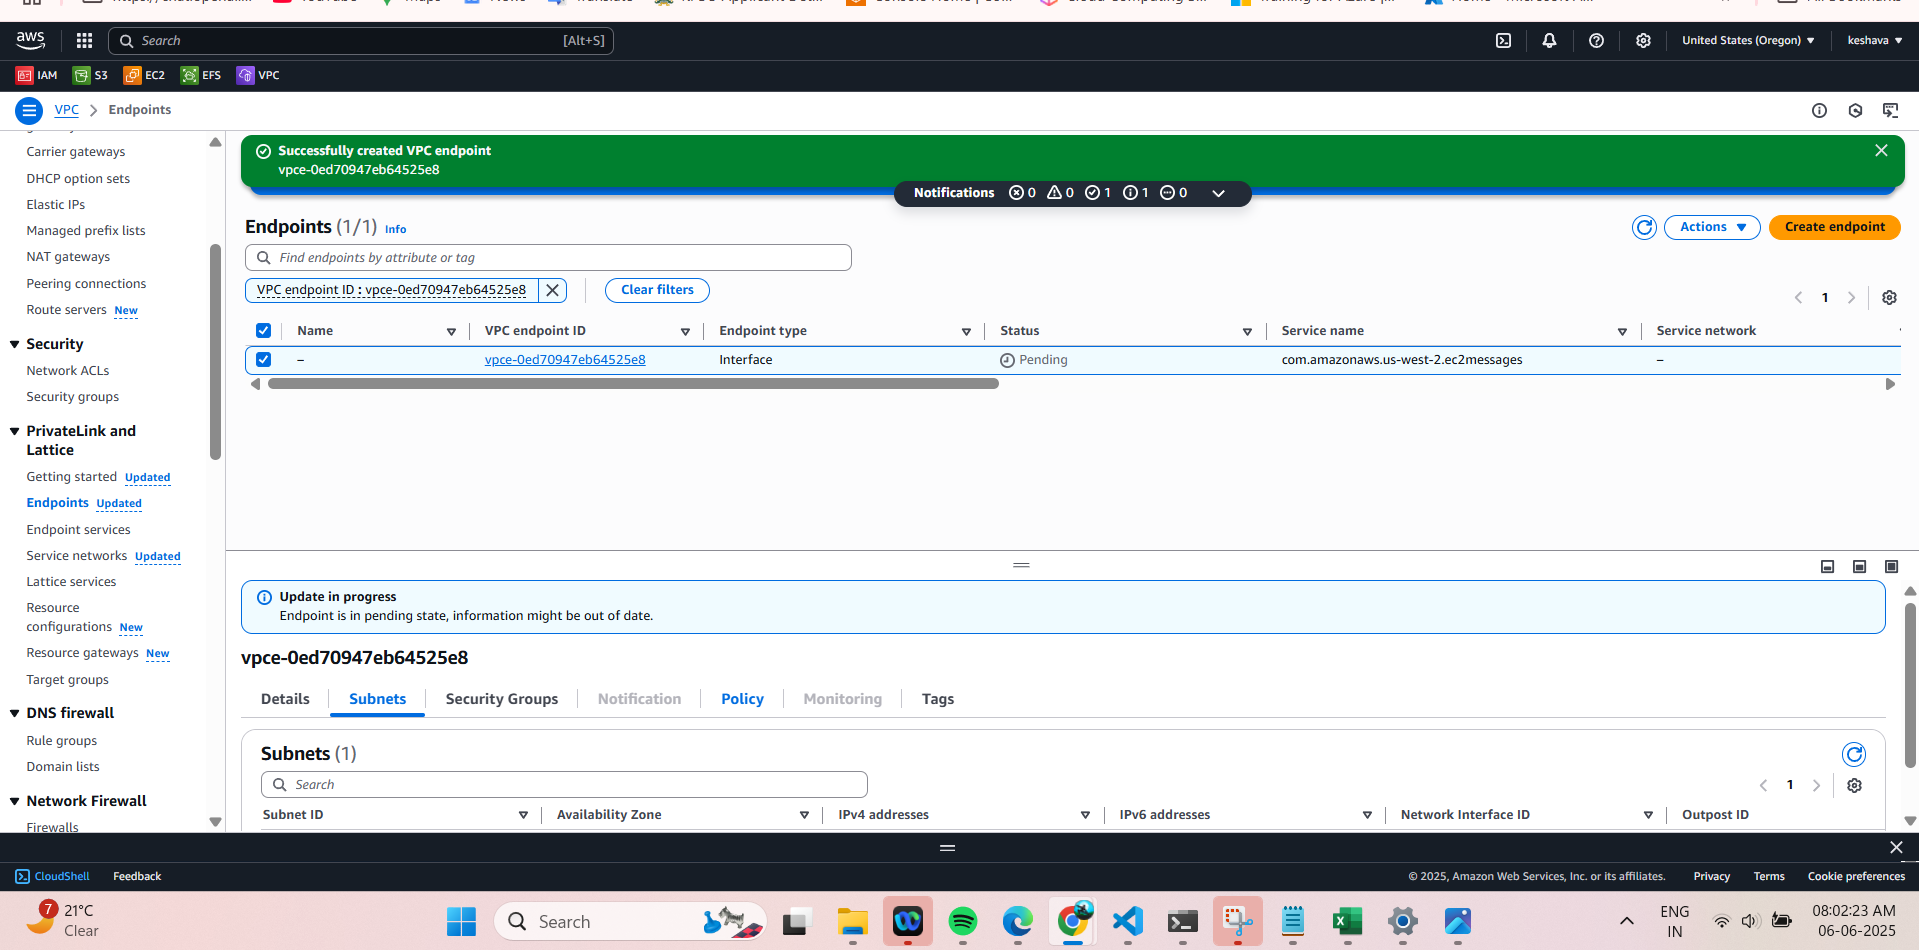 aws
Search
[Alt+S]
United States (Oregon)
keshava
IAM
S3
EC2
EFS
VPC
VPC
Endpoints
Carrier gateways
DHCP option sets
Elastic IPs
Managed prefix lists
NAT gateways
Peering connections
Route servers New
Security
Network ACLs
Security groups
PrivateLink and
Lattice
Getting started Updated
Endpoints Updated
Endpoint services
Service networks Updated
Lattice services
Resource
configurations New
Resource gateways New
Target groups
DNS firewall
Rule groups
Domain lists
Network Firewall
Firewalls
Successfully created VPC endpoint
vpce-0ed70947eb64525e8
Notifications 0 0 1 1 0
Endpoints (1/1) Info
Actions
Create endpoint
Find endpoints by attribute or tag
VPC endpoint ID : vpce-0ed70947eb64525e8
Clear filters
1
Name VPC endpoint ID Endpoint type Status Service name Service network
– vpce-0ed70947eb64525e8 Interface Pending com.amazonaws.us-west-2.ec2messages –
Update in progress
Endpoint is in pending state, information might be out of date.
vpce-0ed70947eb64525e8
Details Subnets Security Groups Notification Policy Monitoring Tags
Subnets (1)
Search
1
Subnet ID Availability Zone IPv4 addresses IPv6 addresses Network Interface ID Outpost ID
CloudShell Feedback
© 2025, Amazon Web Services, Inc. or its affiliates. Privacy Terms Cookie preferences
7
21°C
Clear
Search
ENG
IN
08:02:23 AM
06-06-2025